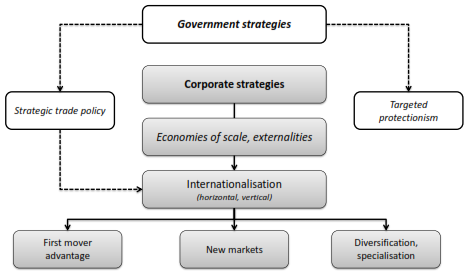 Government strategies
Corporate strategies
Strategic trade policy
Targeted
protectionism
Economies of scale, externalities
Internationalisation
(horizontal, vertical)
First mover
advantage
New markets
Diversification,
specialisation